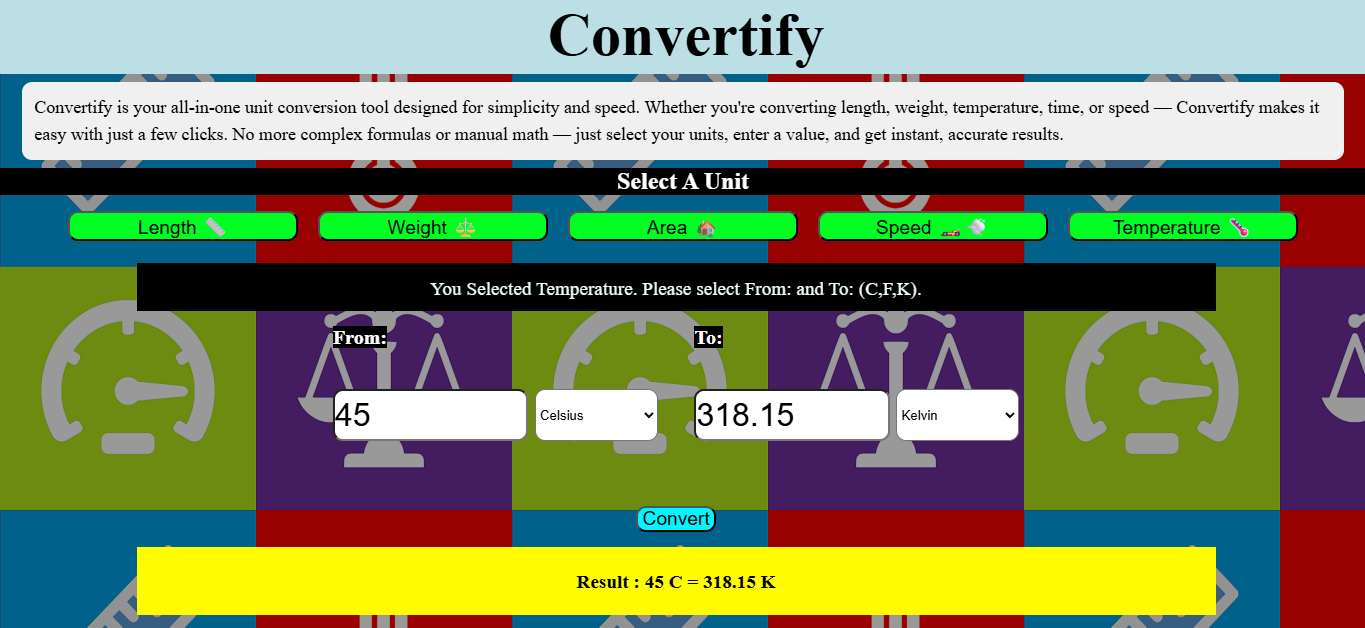 Convertify
Convertify is your all-in-one unit conversion tool designed for simplicity and speed. Whether you're converting length, weight, temperature, time, or speed — Convertify makes it
easy with just a few clicks. No more complex formulas or manual math — just select your units, enter a value, and get instant, accurate results.
Select A Unit
Length 📏 Weight ⚖️ Area 🏠 Speed 🏎️💨 Temperature 🌡️
You Selected Temperature. Please select From: and To: (C,F,K).
From: To:
45 Celsius 318.15 Kelvin
Convert
Result : 45 C = 318.15 K